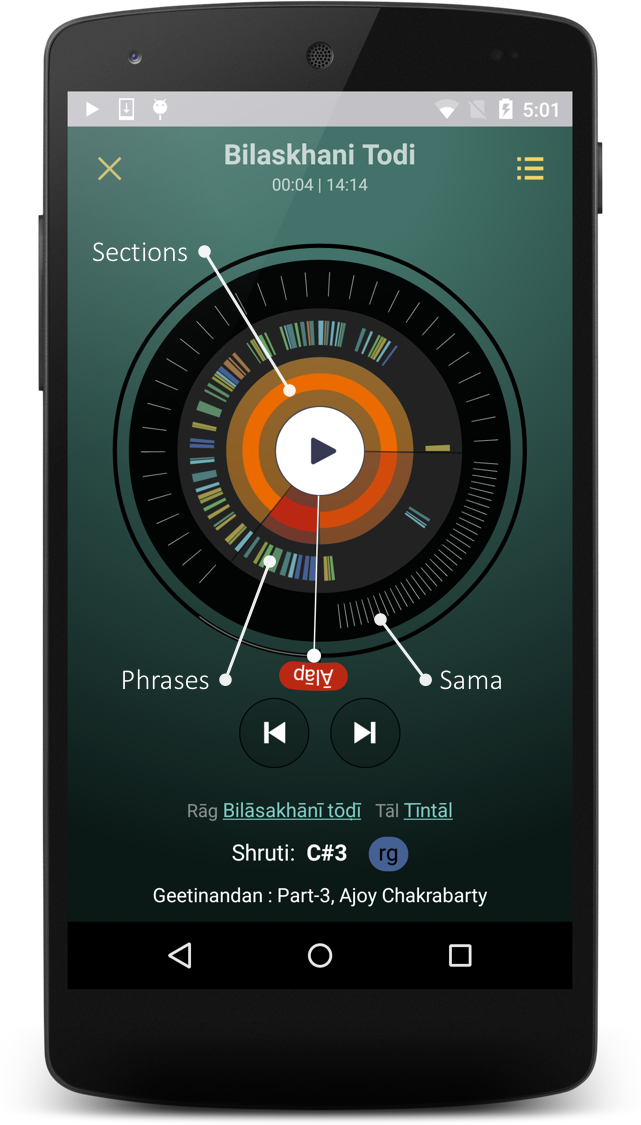 5:01
Bilaskhani Todi
00:04 | 14:14
Sections
Phrases
Sama
Ālāp
Rāg Bilāsakhānī tōḍī Tāl Tīntāl
Shruti: C#3 rg
Geetinandan : Part-3, Ajoy Chakrabarty